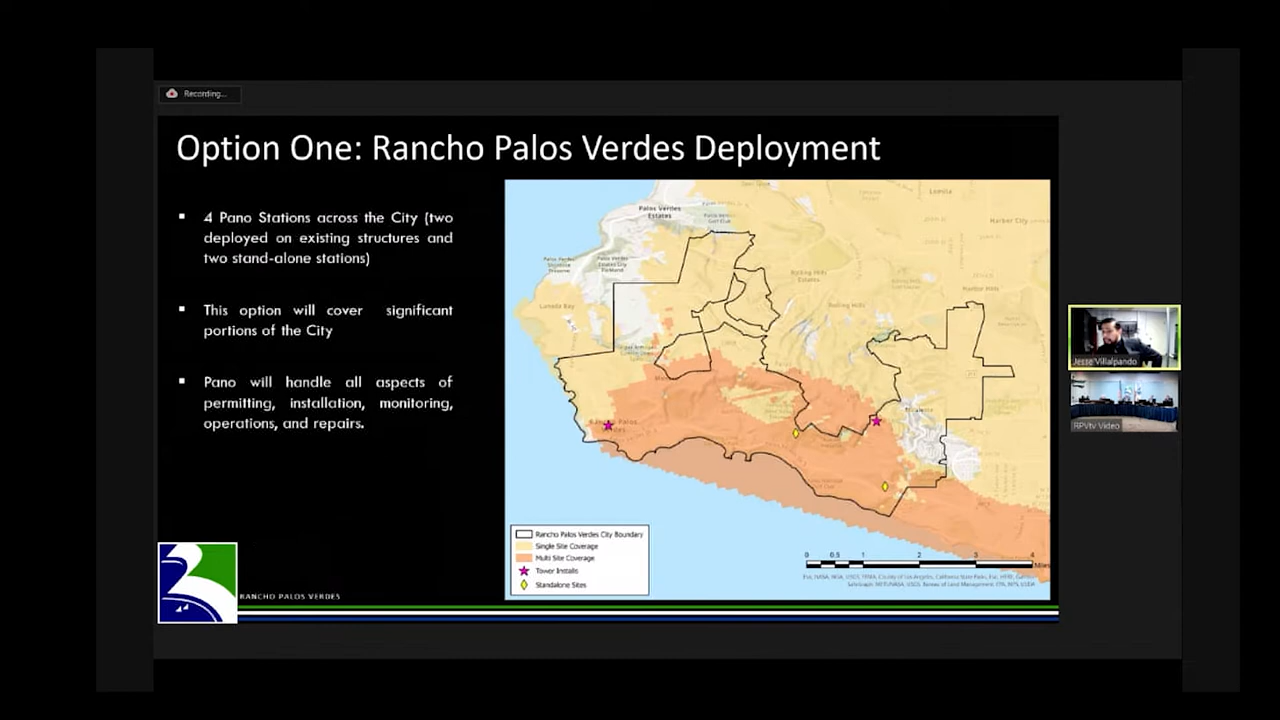 Recording...
Option One: Rancho Palos Verdes Deployment
▪ 4 Pano Stations across the City (two
deployed on existing structures and
two stand-alone stations)
▪ This option will cover significant
portions of the City
▪ Pano will handle all aspects of
permitting, installation, monitoring,
operations, and repairs.
Palos Verdes
Estates
Lomita
Harbor City
Rolling Hills
Estates
Rolling Hills
Lunada Bay
Rancho Palos
Verdes
Rancho Palos Verdes City Boundary
Single Site Coverage
Multi Site Coverage
Tower Installs
Standalone Sites
0 0.5 1 2 3 4
Miles
RANCHO PALOS VERDES
Jesse Villalpando
RPVtv Video